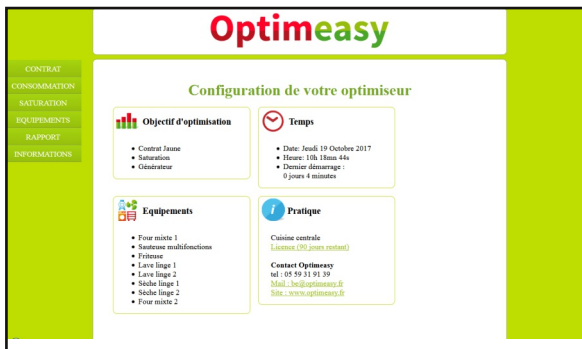 Optimeasy
CONTRAT
CONSOMMATION
SATURATION
EQUIPEMENTS
RAPPORT
INFORMATIONS
Configuration de votre optimiseur
Objectif d'optimisation
• Contrat Jaune
• Saturation
• Générateur
Temps
• Date: Jeudi 19 Octobre 2017
• Heure: 10h 18mn 44s
• Dernier démarrage :
0 jours 4 minutes
Equipements
• Four mixte 1
• Sauteuse multifonctions
• Friteuse
• Lave linge 1
• Lave linge 2
• Sèche linge 1
• Sèche linge 2
• Four mixte 2
Pratique
Cuisine centrale
Licence (90 jours restant)
Contact Optimeasy
tel : 05 59 31 91 39
Mail : be@optimeasy.fr
Site : www.optimeasy.fr